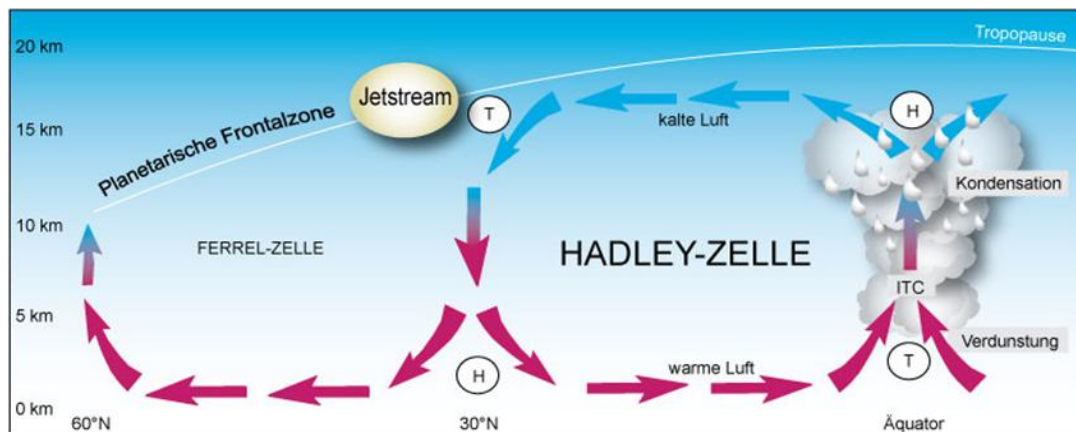 20 km
Tropopause
Jetstream
T
H
15 km
kalte Luft
Planetarische Frontalzone
Kondensation
10 km
FERREL-ZELLE
HADLEY-ZELLE
ITC
5 km
Verdunstung
H
warme Luft
T
0 km
60°N
30°N
Äquator